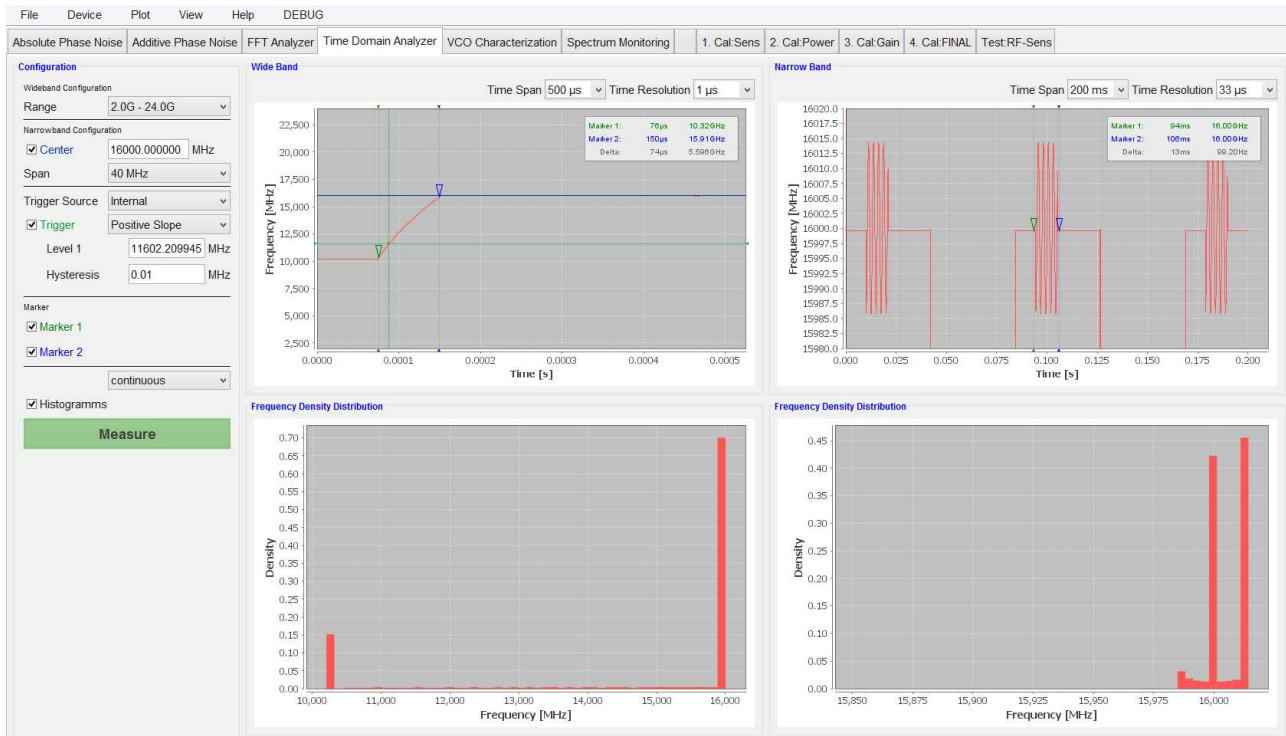 File Device Plot View Help DEBUG
Absolute Phase Noise Additive Phase Noise FFT Analyzer Time Domain Analyzer VCO Characterization Spectrum Monitoring 1. Cal:Sens 2. Cal:Power 3. Cal:Gain 4. Cal:FINAL Test:RF-Sens
Configuration
Wideband Configuration
Range 2.0G - 24.0G
Narrowband Configuration
Center 16000.000000 MHz
Span 40 MHz
Trigger Source Internal
Trigger Positive Slope
Level 1 11602.209945 MHz
Hysteresis 0.01 MHz
Marker
Marker 1
Marker 2
continuous
Histogramms
Measure
Wide Band
Time Span 500 µs Time Resolution 1 µs
Marker 1: 76µs 10.32GHz
Marker 2: 150µs 15.91GHz
Delta: 74µs 5.596GHz
22,500
20,000
17,500
15,000
12,500
10,000
7,500
5,000
2,500
Frequency [MHz]
0.0000 0.0001 0.0002 0.0003 0.0004 0.0005
Time [s]
Narrow Band
Time Span 200 ms Time Resolution 33 µs
Marker 1: 94ms 16.00GHz
Marker 2: 106ms 16.00GHz
Delta: 13ms 99.20Hz
16020.0
16017.5
16015.0
16012.5
16010.0
16007.5
16005.0
16002.5
16000.0
15997.5
15995.0
15992.5
15990.0
15987.5
15985.0
15982.5
15980.0
Frequency [MHz]
0.000 0.025 0.050 0.075 0.100 0.125 0.150 0.175 0.200
Time [s]
Frequency Density Distribution
0.70
0.65
0.60
0.55
0.50
0.45
0.40
0.35
0.30
0.25
0.20
0.15
0.10
0.05
0.00
Density
10,000 11,000 12,000 13,000 14,000 15,000 16,000
Frequency [MHz]
Frequency Density Distribution
0.45
0.40
0.35
0.30
0.25
0.20
0.15
0.10
0.05
0.00
Density
15,850 15,875 15,900 15,925 15,950 15,975 16,000
Frequency [MHz]